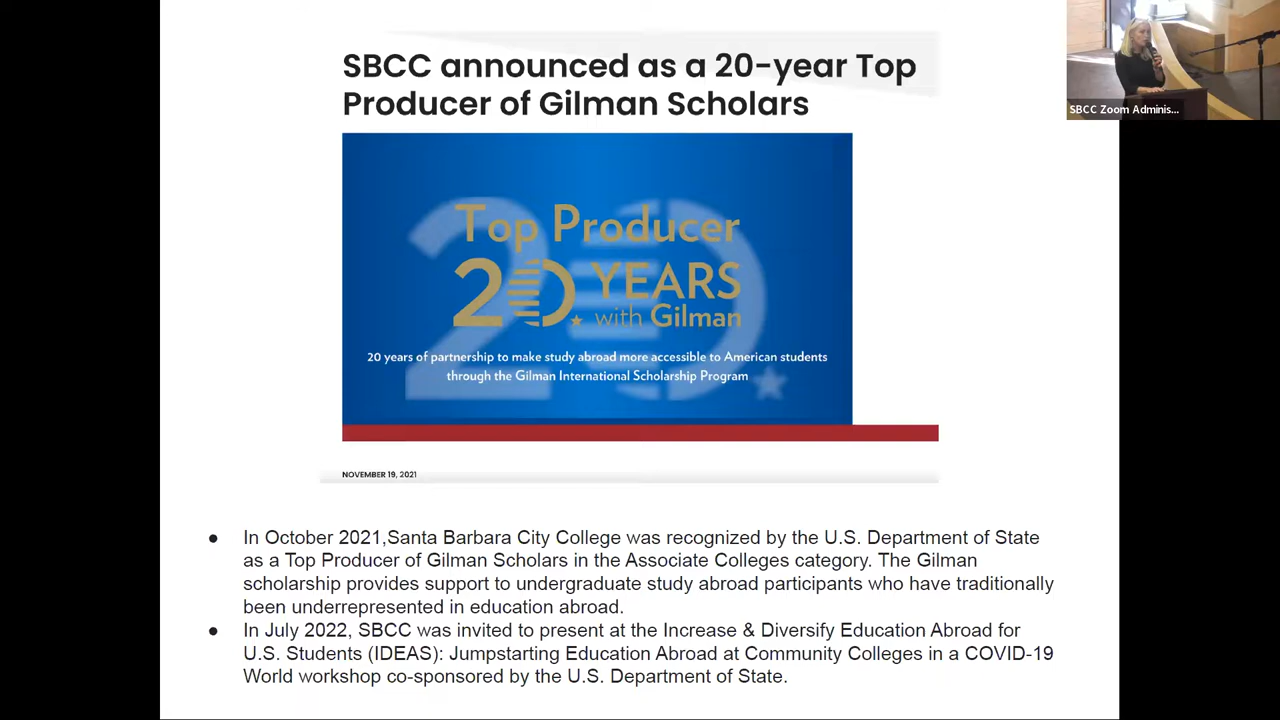 SBCC announced as a 20-year Top
Producer of Gilman Scholars
Top Producer
20 YEARS
with Gilman
20 years of partnership to make study abroad more accessible to American students
through the Gilman International Scholarship Program
NOVEMBER 19, 2021
● In October 2021,Santa Barbara City College was recognized by the U.S. Department of State
as a Top Producer of Gilman Scholars in the Associate Colleges category. The Gilman
scholarship provides support to undergraduate study abroad participants who have traditionally
been underrepresented in education abroad.
● In July 2022, SBCC was invited to present at the Increase & Diversify Education Abroad for
U.S. Students (IDEAS): Jumpstarting Education Abroad at Community Colleges in a COVID-19
World workshop co-sponsored by the U.S. Department of State.
SBCC Zoom Adminis...